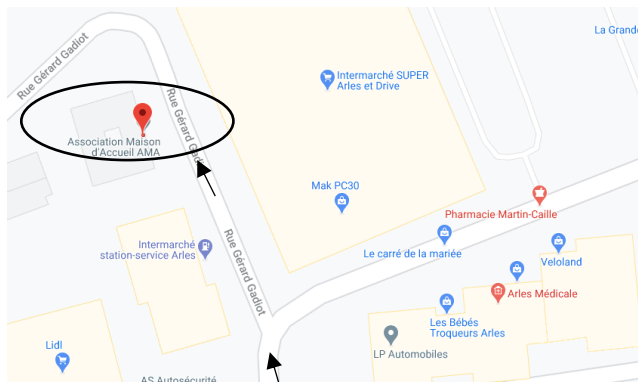 La Grande
Rue Gérard Gadiot
Intermarché SUPER
Arles et Drive
Rue Gérard Gadiot
Association Maison
d'Accueil AMA
Mak PC30
Pharmacie Martin-Caille
Intermarché
station-service Arles
Rue Gérard Gadiot
Le carré de la mariée
Veloland
Arles Médicale
Les Bébés
Troqueurs Arles
Lidl
LP Automobiles
AS Autosécurité